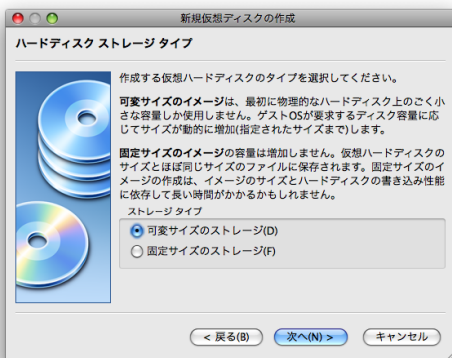 新規仮想ディスクの作成
ハードディスク ストレージ タイプ
作成する仮想ハードディスクのタイプを選択してください。
可変サイズのイメージは、最初に物理的なハードディスク上のごく小
さな容量しか使用しません。ゲストOSが要求するディスク容量に応
じてサイズが動的に増加(指定されたサイズまで)します。
固定サイズのイメージの容量は増加しません。仮想ハードディスクの
サイズとほぼ同じサイズのファイルに保存されます。固定サイズのイ
メージの作成は、イメージのサイズとハードディスクの書き込み性能
に依存して長い時間がかかるかもしれません。
ストレージ タイプ
可変サイズのストレージ(D)
固定サイズのストレージ(F)
< 戻る(B) 次へ(N) > キャンセル